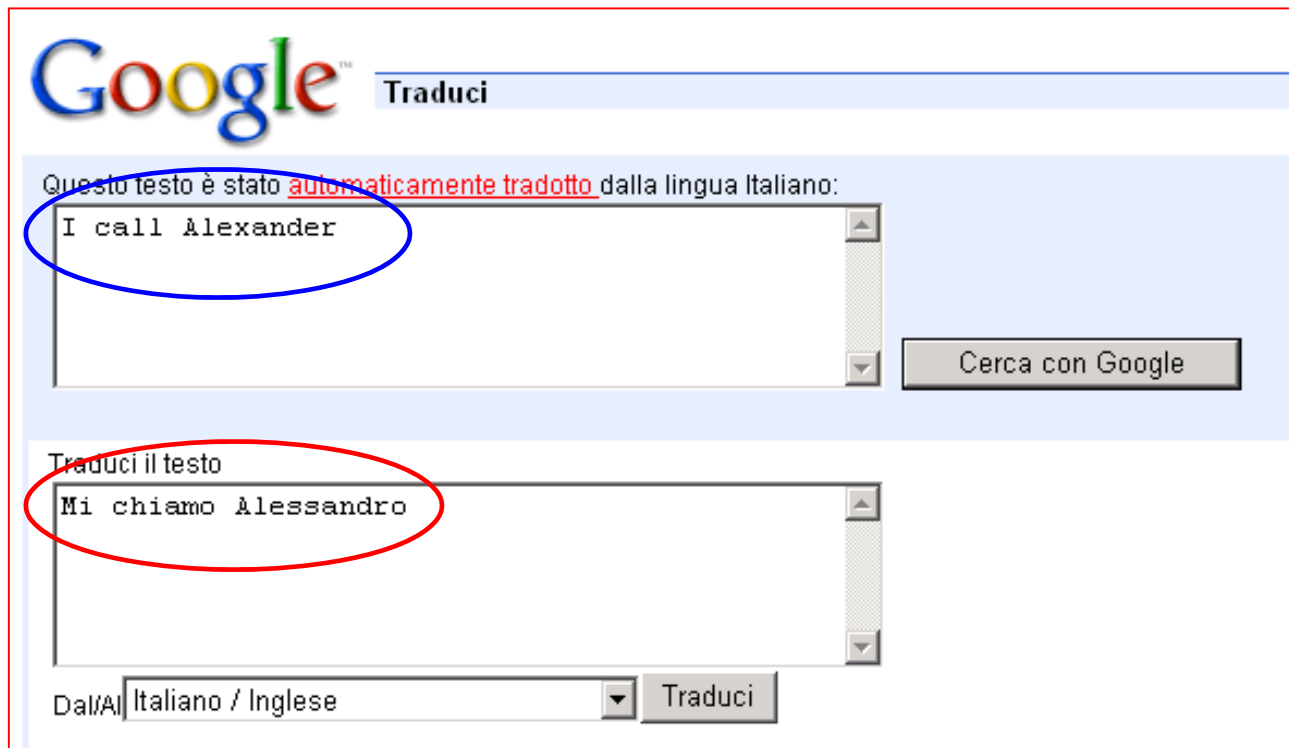 Google™
Traduci
Questo testo è stato automaticamente tradotto dalla lingua Italiano:
I call Alexander
Cerca con Google
Traduci il testo
Mi chiamo Alessandro
Dal/Al Italiano / Inglese Traduci